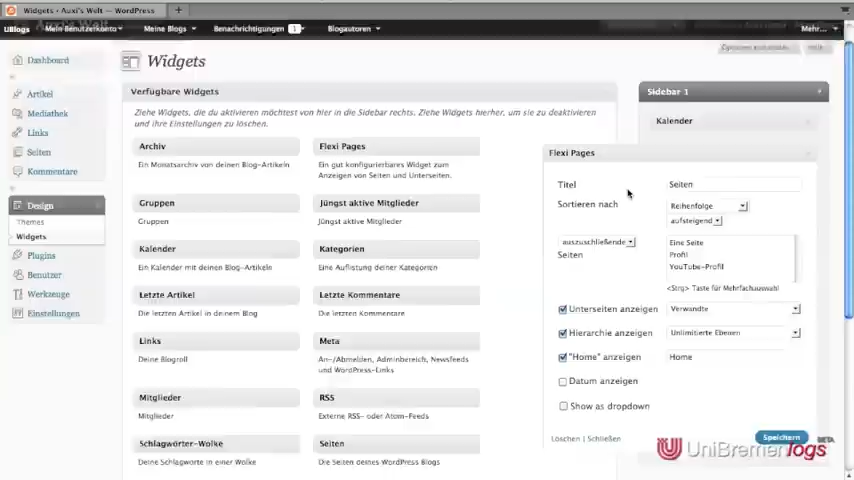 Widgets • Auxi's Welt — WordPress
UBlogs Mein Benutzerkonto Meine Blogs Benachrichtigungen 1 Blogautoren Mehr...
Widgets
Dashboard
Artikel
Mediathek
Links
Seiten
Kommentare
Design
Themes
Widgets
Plugins
Benutzer
Werkzeuge
Einstellungen
Verfügbare Widgets
Ziehe Widgets, die du aktivieren möchtest von hier in die Sidebar rechts. Ziehe Widgets hierher, um sie zu deaktivieren
und ihre Einstellungen zu löschen.
Archiv
Ein Monatsarchiv von deinen Blog-Artikeln
Flexi Pages
Ein gut konfigurierbares Widget zum
Anzeigen von Seiten und Unterseiten.
Gruppen
Gruppen
Jüngst aktive Mitglieder
Jüngst aktive Mitglieder
Kalender
Ein Kalender mit deinen Blog-Artikeln
Kategorien
Eine Auflistung deiner Kategorien
Letzte Artikel
Die letzten Artikel in deinem Blog
Letzte Kommentare
Die letzten Kommentare
Links
Deine Blogroll
Meta
An-/Abmelden, Adminbereich, Newsfeeds
und WordPress-Links
Mitglieder
Mitglieder
RSS
Externe RSS- oder Atom-Feeds
Schlagwörter-Wolke
Deine Schlagworte in einer Wolke
Seiten
Die Seiten deines WordPress Blogs
Sidebar 1
Kalender
Flexi Pages
Titel Seiten
Sortieren nach Reihenfolge
aufsteigend
auszuschließende
Seiten
Eine Seite
Profil
YouTube-Profil
<Strg> Taste für Mehrfachauswahl
Unterseiten anzeigen Verwandte
Hierarchie anzeigen Unlimitierte Ebenen
"Home" anzeigen Home
Datum anzeigen
Show as dropdown
Löschen | Schließen
Speichern
UniBremenlogs BETA